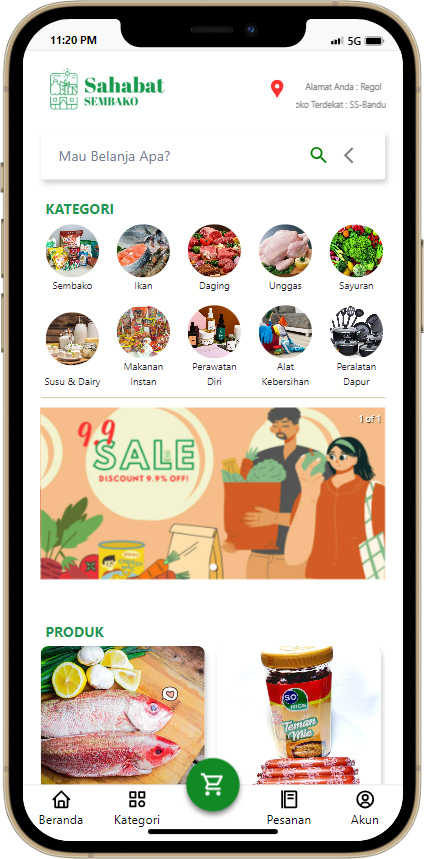 11:20 PM
5G
Sahabat
SEMBAKO
Alamat Anda : Regol
oko Terdekat : SS-Bandu
Mau Belanja Apa?
KATEGORI
Sembako
Ikan
Daging
Unggas
Sayuran
Susu & Dairy
Makanan
Instan
Perawatan
Diri
Alat
Kebersihan
Peralatan
Dapur
1 of 1
9.9
SALE
DISCOUNT 9.9% OFF!
PRODUK
SO
Teman
Mie
Beranda
Kategori
Pesanan
Akun